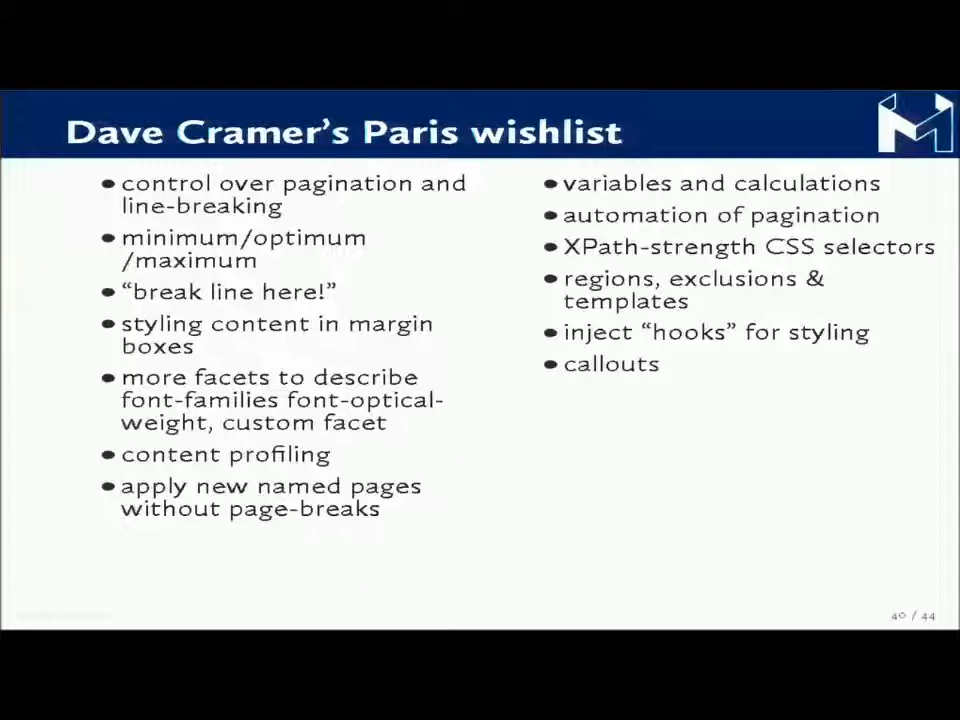 Dave Cramer’s Paris wishlist
• control over pagination and
line-breaking
• minimum/optimum
/maximum
• “break line here!”
• styling content in margin
boxes
• more facets to describe
font-families font-optical-
weight, custom facet
• content profiling
• apply new named pages
without page-breaks
• variables and calculations
• automation of pagination
• XPath-strength CSS selectors
• regions, exclusions &
templates
• inject “hooks” for styling
• callouts
40 / 44